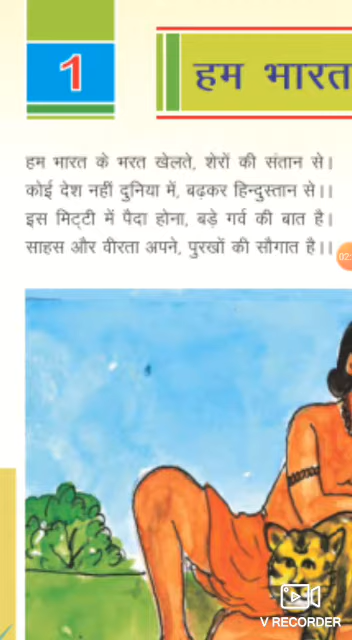 1
हम भारत
हम भारत के भरत खेलते, शेरों की संतान से।
कोई देश नहीं दुनिया में, बढ़कर हिन्दुस्तान से।।
इस मिट्टी में पैदा होना, बड़े गर्व की बात है।
साहस और वीरता अपने, पुरखों की सौगात है।।
02:
V RECORDER